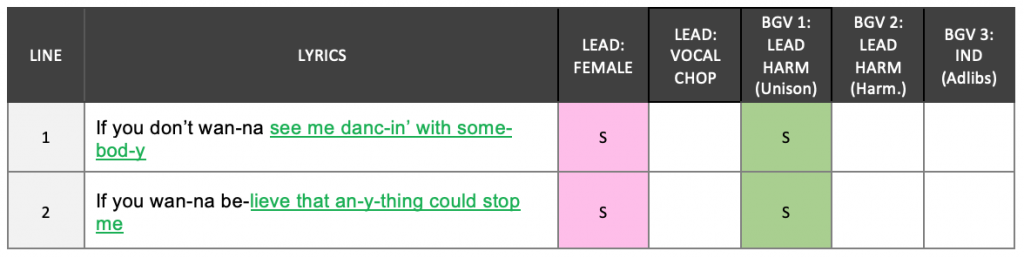 LINE
LYRICS
LEAD:
FEMALE
LEAD:
VOCAL
CHOP
BGV 1:
LEAD
HARM
(Unison)
BGV 2:
LEAD
HARM
(Harm.)
BGV 3:
IND
(Adlibs)
1
If you don’t wan-na see me danc-in’ with some-
bod-y
S
S
2
If you wan-na be-lieve that an-y-thing could stop
me
S
S